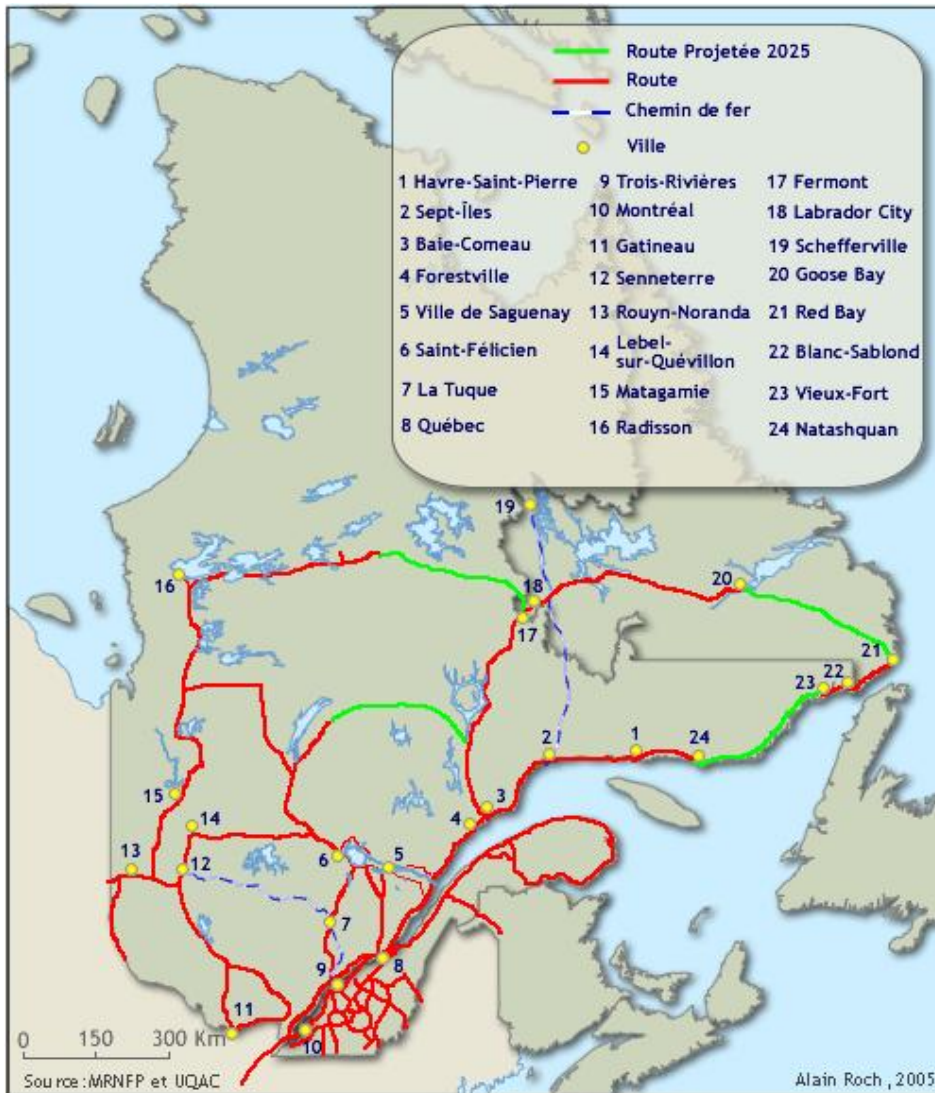 Route Projetée 2025
Route
Chemin de fer
Ville
1 Havre-Saint-Pierre
2 Sept-Îles
3 Baie-Comeau
4 Forestville
5 Ville de Saguenay
6 Saint-Félicien
7 La Tuque
8 Québec
9 Trois-Rivières
10 Montréal
11 Gatineau
12 Senneterre
13 Rouyn-Noranda
14 Lebel-
sur-Quévillon
15 Matagamie
16 Radisson
17 Fermont
18 Labrador City
19 Schefferville
20 Goose Bay
21 Red Bay
22 Blanc-Sablond
23 Vieux-Fort
24 Natashquan
19
16
18
20
17
21
22
23
2
1
24
15
3
14
4
13
12
6
5
7
9
8
11
10
0 150 300 Km
Source:MRNFP et UQAC
Alain Roch, 2005